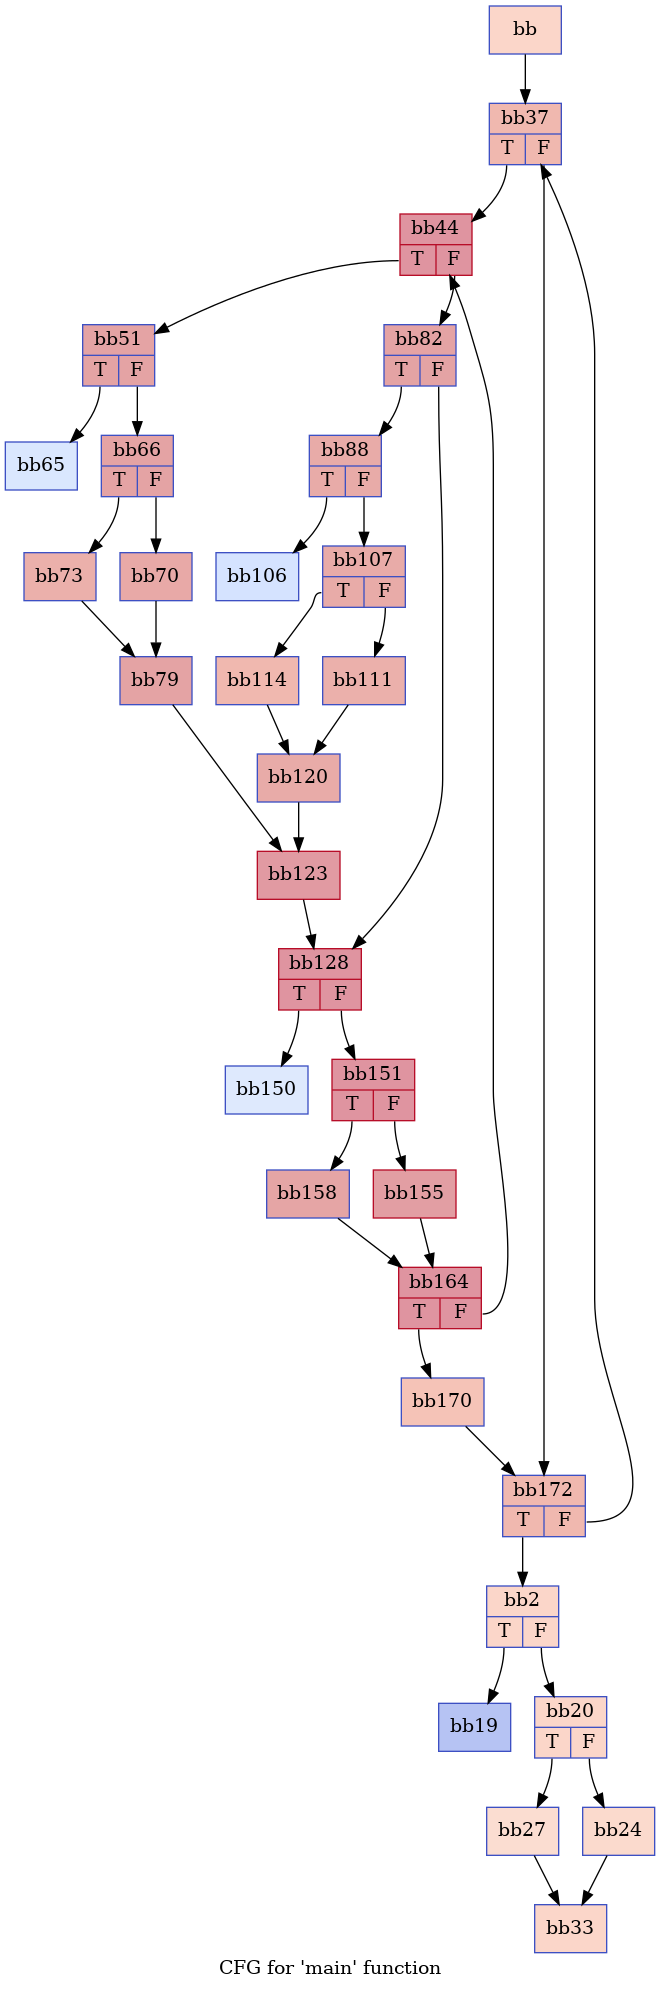 bb
bb37
T F
bb44
T F
bb51
T F
bb82
T F
bb65
bb66
T F
bb88
T F
bb73
bb70
bb106
bb107
T F
bb79
bb114
bb111
bb120
bb123
bb128
T F
bb150
bb151
T F
bb158
bb155
bb164
T F
bb170
bb172
T F
bb2
T F
bb19
bb20
T F
bb27
bb24
bb33
CFG for 'main' function